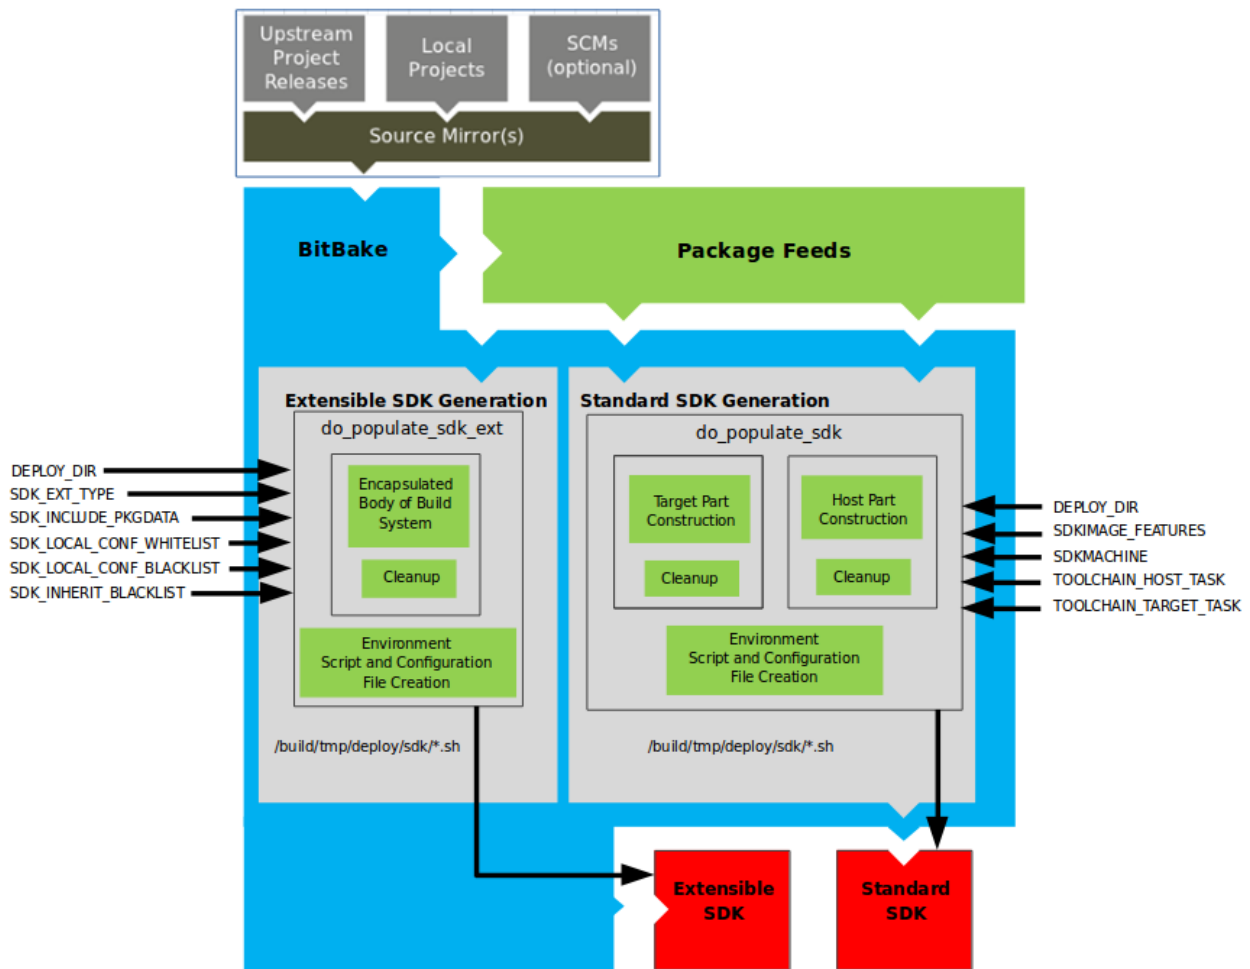 Upstream
Project
Releases
Local
Projects
SCMs
(optional)
Source Mirror(s)
BitBake
Package Feeds
Extensible SDK Generation
do_populate_sdk_ext
Encapsulated
Body of Build
System
Cleanup
Environment
Script and Configuration
File Creation
/build/tmp/deploy/sdk/*.sh
DEPLOY_DIR
SDK_EXT_TYPE
SDK_INCLUDE_PKGDATA
SDK_LOCAL_CONF_WHITELIST
SDK_LOCAL_CONF_BLACKLIST
SDK_INHERIT_BLACKLIST
Standard SDK Generation
do_populate_sdk
Target Part
Construction
Cleanup
Host Part
Construction
Cleanup
Environment
Script and Configuration
File Creation
/build/tmp/deploy/sdk/*.sh
DEPLOY_DIR
SDKIMAGE_FEATURES
SDKMACHINE
TOOLCHAIN_HOST_TASK
TOOLCHAIN_TARGET_TASK
Extensible
SDK
Standard
SDK